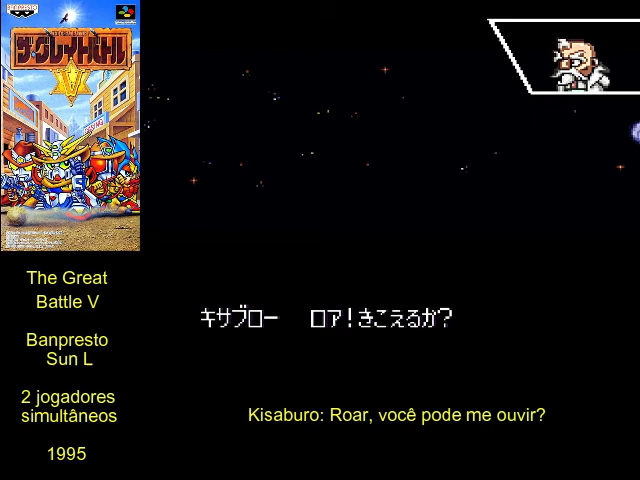 BANPRESTO
ザ・グレイトバトル
V
The Great
Battle V
Banpresto
Sun L
2 jogadores
simultâneos
1995
キサブロー ロア!きこえるか?
Kisaburo: Roar, você pode me ouvir?